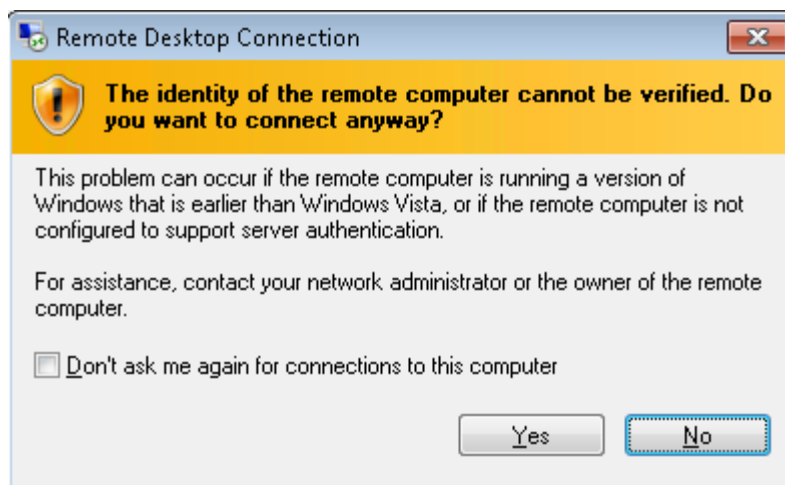 Remote Desktop Connection
The identity of the remote computer cannot be verified. Do
you want to connect anyway?
This problem can occur if the remote computer is running a version of
Windows that is earlier than Windows Vista, or if the remote computer is not
configured to support server authentication.
For assistance, contact your network administrator or the owner of the remote
computer.
Don't ask me again for connections to this computer
Yes No